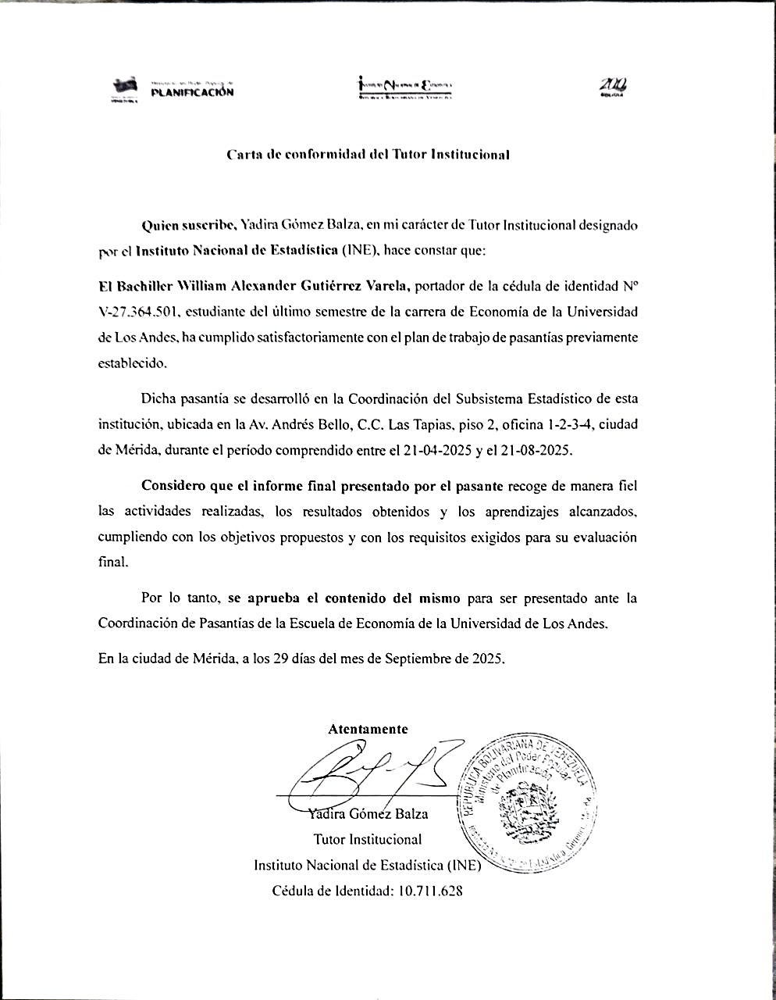 PLANIFICACIÓN
200
Carta de conformidad del Tutor Institucional
Quien suscribe, Yadira Gómez Balza, en mi carácter de Tutor Institucional designado
por el Instituto Nacional de Estadística (INE), hace constar que:
El Bachiller William Alexander Gutiérrez Varela, portador de la cédula de identidad Nº
V-27.364.501, estudiante del último semestre de la carrera de Economía de la Universidad
de Los Andes, ha cumplido satisfactoriamente con el plan de trabajo de pasantías previamente
establecido.
Dicha pasantía se desarrolló en la Coordinación del Subsistema Estadístico de esta
institución, ubicada en la Av. Andrés Bello, C.C. Las Tapias, piso 2, oficina 1-2-3-4, ciudad
de Mérida, durante el período comprendido entre el 21-04-2025 y el 21-08-2025.
Considero que el informe final presentado por el pasante recoge de manera fiel
las actividades realizadas, los resultados obtenidos y los aprendizajes alcanzados,
cumpliendo con los objetivos propuestos y con los requisitos exigidos para su evaluación
final.
Por lo tanto, se aprueba el contenido del mismo para ser presentado ante la
Coordinación de Pasantías de la Escuela de Economía de la Universidad de Los Andes.
En la ciudad de Mérida, a los 29 días del mes de Septiembre de 2025.
Atentamente
Yadira Gómez Balza
Tutor Institucional
Instituto Nacional de Estadística (INE)
Cédula de Identidad: 10.711.628
REPÚBLICA BOLIVARIANA DE VENEZUELA
Ministerio del Poder Popular
de Planificación